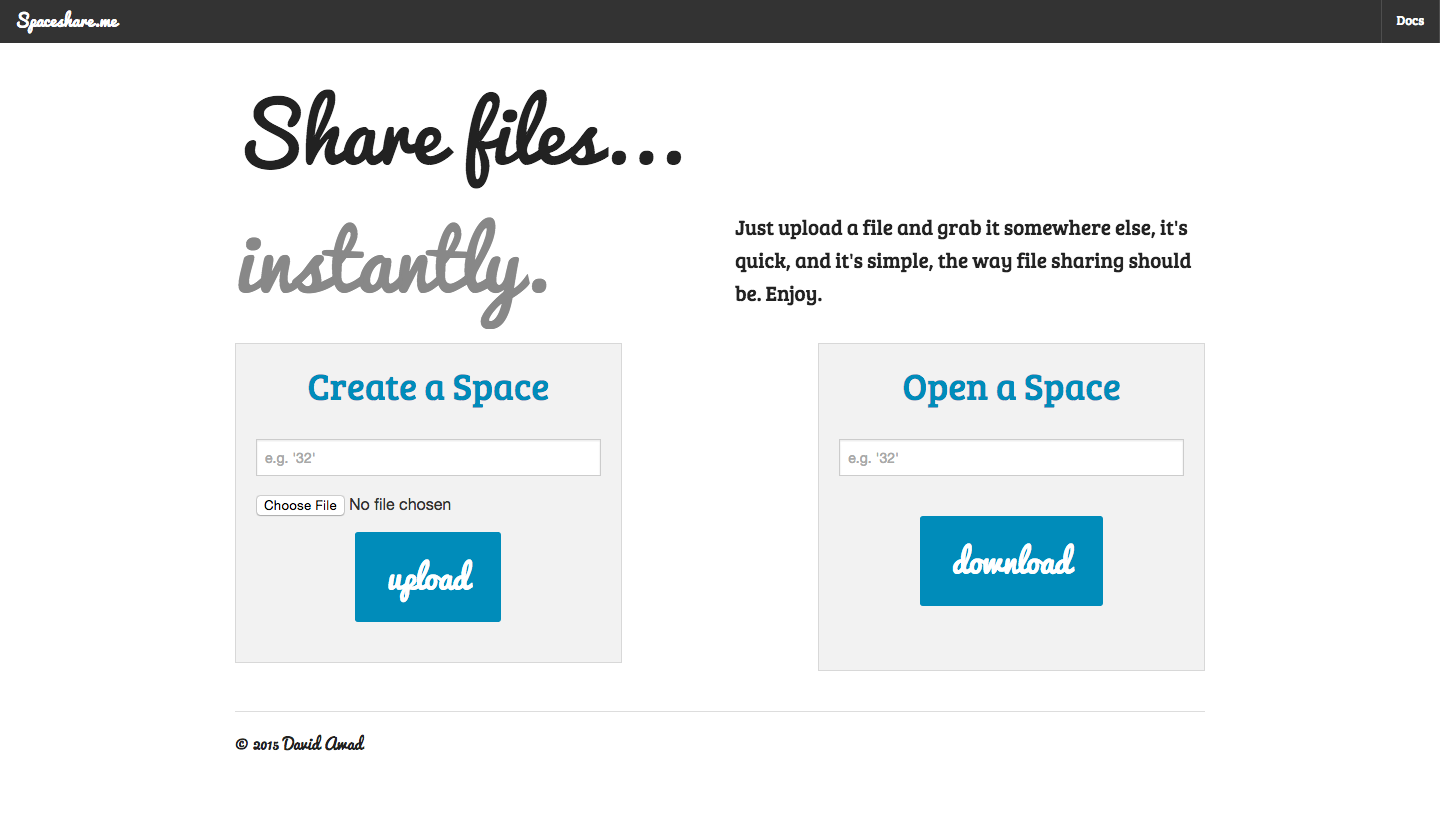 Spaceshare.me
Docs
Share files...
instantly.
Just upload a file and grab it somewhere else, it's
quick, and it's simple, the way file sharing should
be. Enjoy.
Create a Space
e.g. '32'
Choose File No file chosen
upload
Open a Space
e.g. '32'
download
© 2015 David Awad